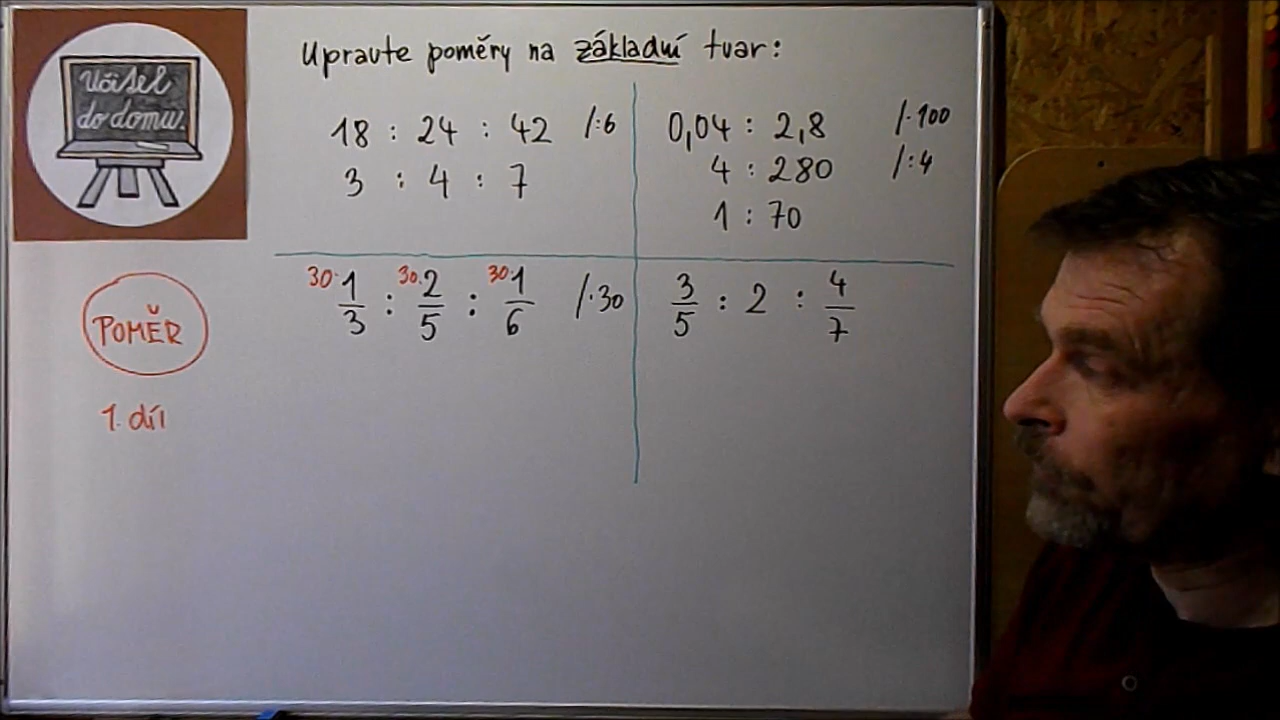 Učitel
do domu.
POMĚR
1. díl
Upravte poměry na základní tvar:
18 : 24 : 42 /:6
3 : 4 : 7
0,04 : 2,8 /·100
4 : 280 /:4
1 : 70
30· 1/3 : 30· 2/5 : 30· 1/6 /·30
3/5 : 2 : 4/7